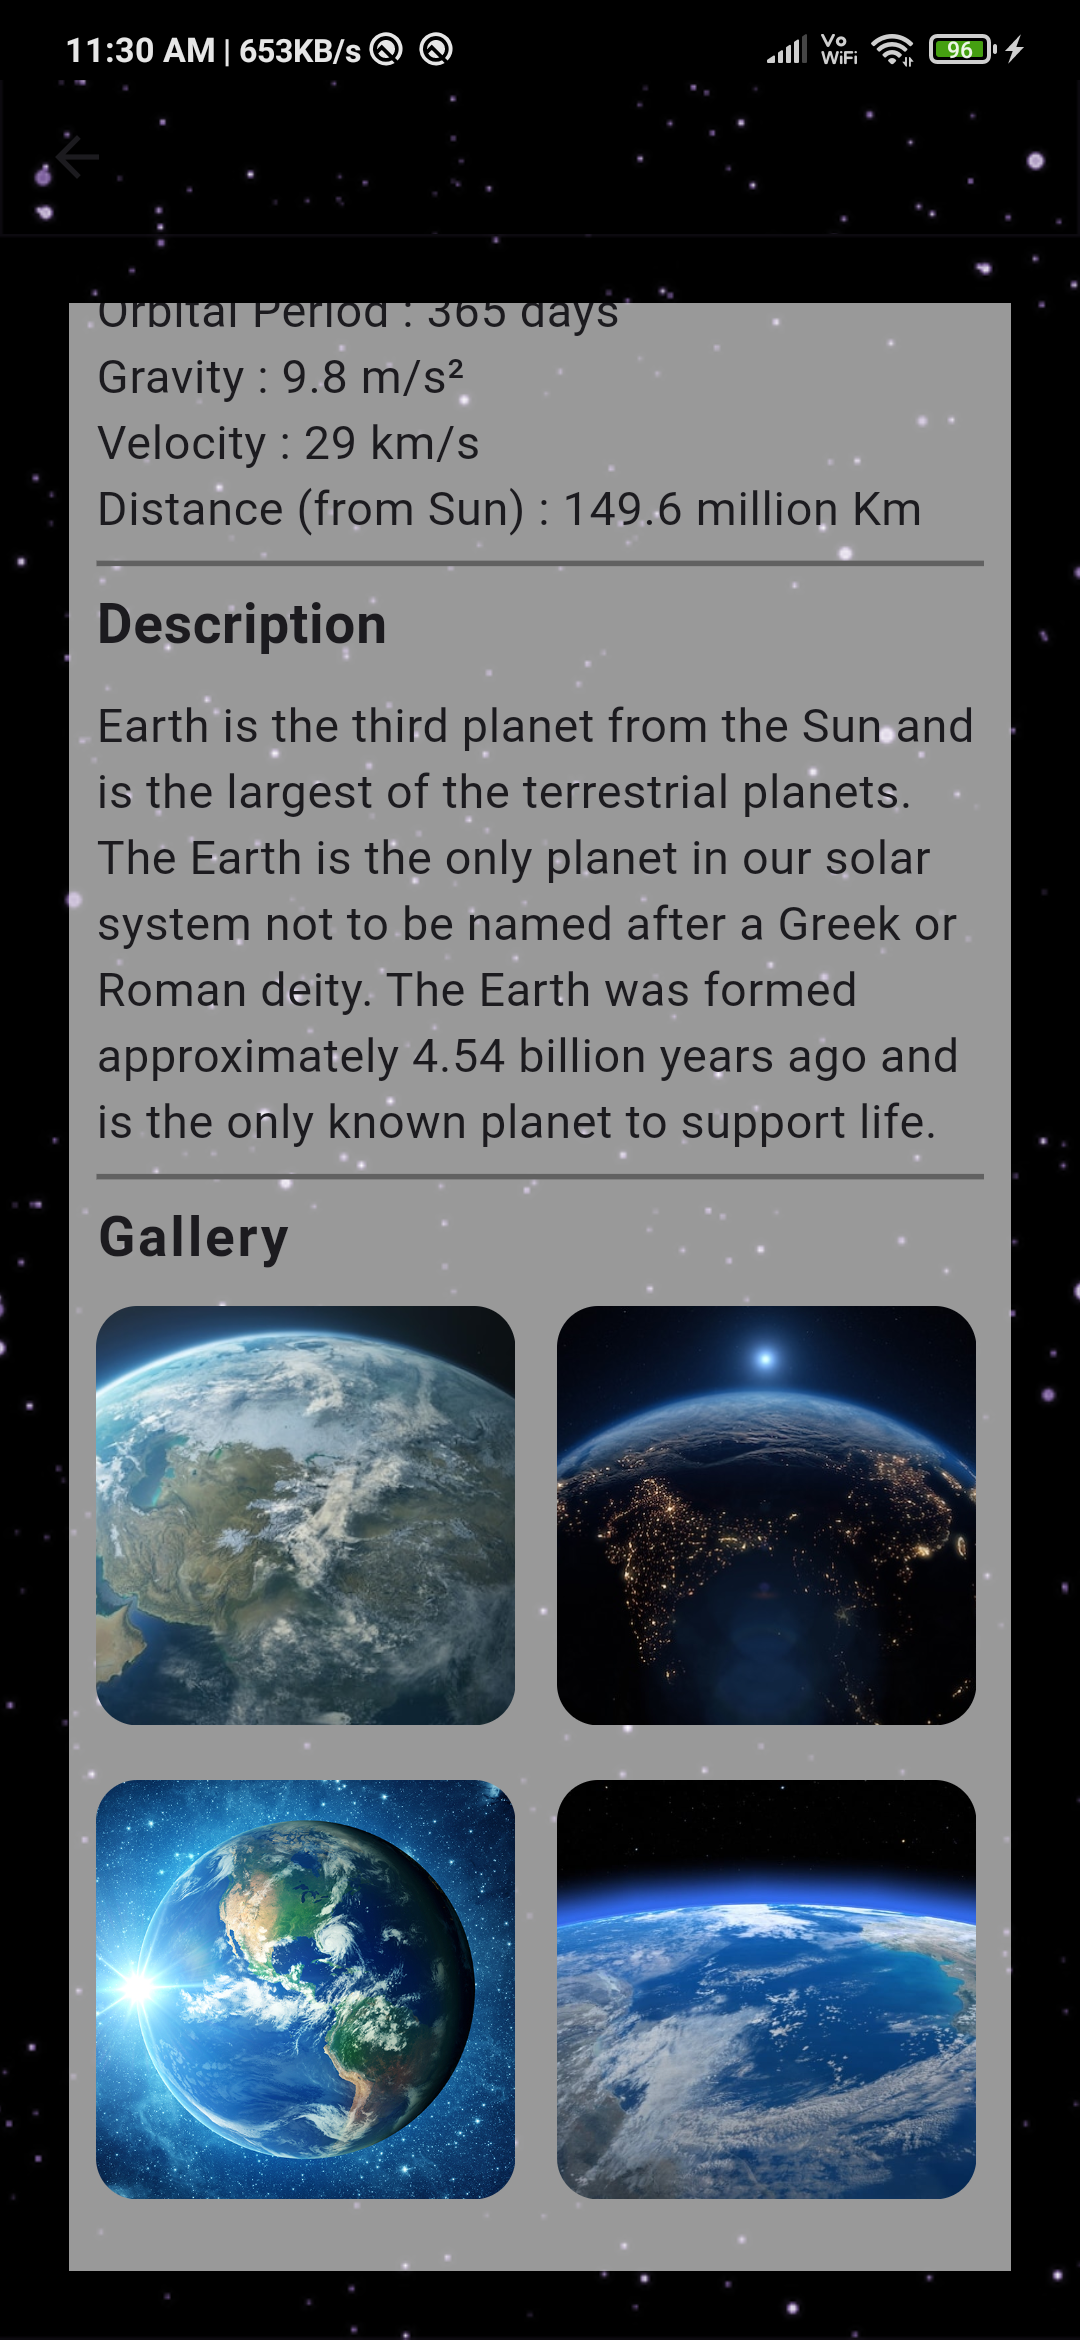 11:30 AM | 653KB/s
Vo
WiFi
96
Orbital Period : 365 days
Gravity : 9.8 m/s²
Velocity : 29 km/s
Distance (from Sun) : 149.6 million Km
Description
Earth is the third planet from the Sun and
is the largest of the terrestrial planets.
The Earth is the only planet in our solar
system not to be named after a Greek or
Roman deity. The Earth was formed
approximately 4.54 billion years ago and
is the only known planet to support life.
Gallery